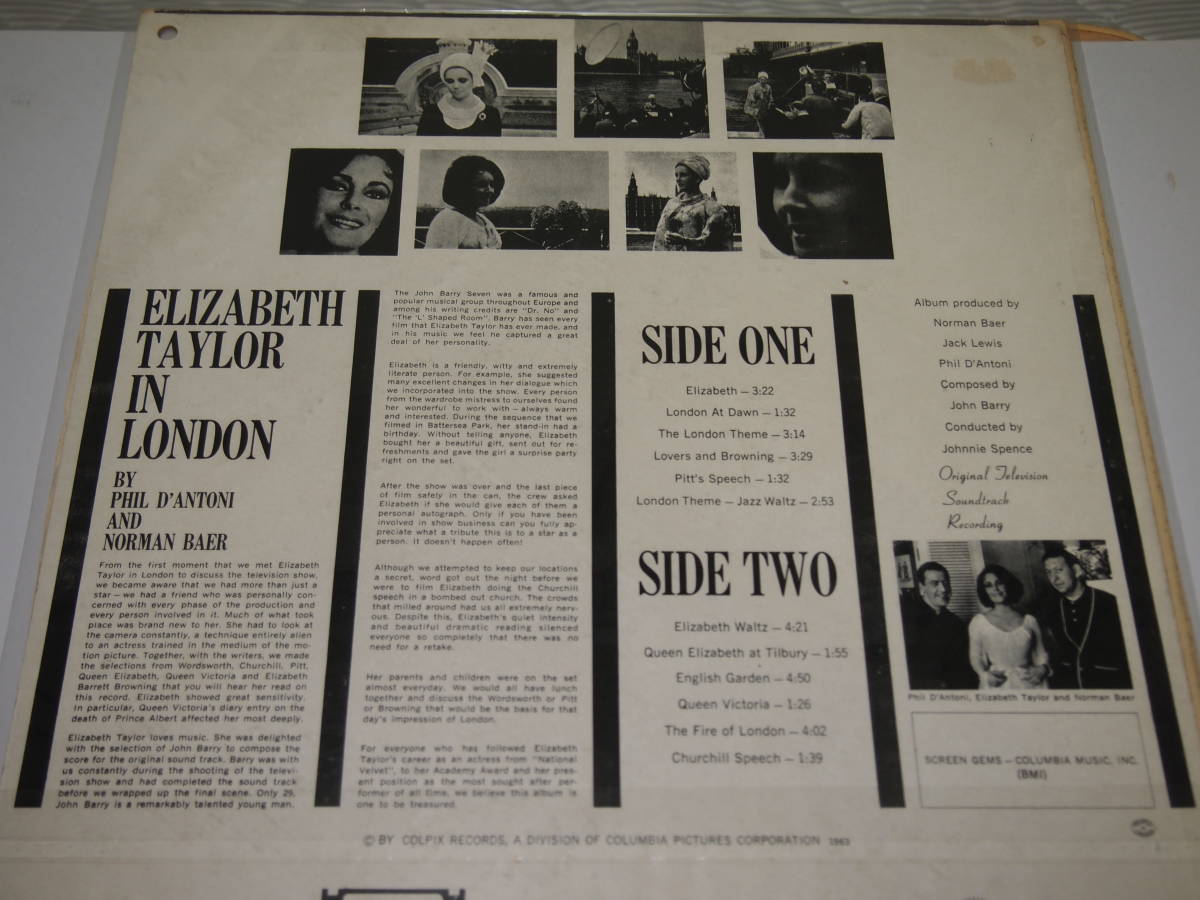 ELIZABETH
TAYLOR
IN
LONDON
BY
PHIL D'ANTONI
AND
NORMAN BAER
From the first moment that we met Elizabeth
Taylor in London to discuss the television show,
we became aware that we had more than just a
star — we had a friend who was personally con-
cerned with every phase of the production and
every person involved in it. Much of what took
place was brand new to her. She had to look at
the camera constantly, a technique entirely alien
to an actress trained in the medium of the mo-
tion picture. Together, with the writers, we made
the selections from Wordsworth, Churchill, Pitt,
Queen Elizabeth, Queen Victoria and Elizabeth
Barrett Browning that you will hear her read on
this record. Elizabeth showed great sensitivity.
In particular, Queen Victoria's diary entry on the
death of Prince Albert affected her most deeply.
Elizabeth Taylor loves music. She was delighted
with the selection of John Barry to compose the
score for the original sound track. Barry was with
us constantly during the shooting of the televi-
sion show and had completed the sound track
before we wrapped up the final scene. Only 29,
John Barry is a remarkably talented young man.
The John Barry Seven was a famous and
popular musical group throughout Europe and
among his writing credits are "Dr. No" and
"The 'L' Shaped Room". Barry has seen every
film that Elizabeth Taylor has ever made, and
in his music we feel he captured a great
deal of her personality.
Elizabeth is a friendly, witty and extremely
literate person. For example, she suggested
many excellent changes in her dialogue which
we incorporated into the show. Every person
from the wardrobe mistress to ourselves found
her wonderful to work with — always warm
and interested. During the sequence that we
filmed in Battersea Park, her stand-in had a
birthday. Without telling anyone, Elizabeth
bought her a beautiful gift, sent out for re-
freshments and gave the girl a surprise party
right on the set.
After the show was over and the last piece
of film safely in the can, the crew asked
Elizabeth if she would give each of them a
personal autograph. Only if you have been
involved in show business can you fully ap-
preciate what a tribute this is to a star as a
person. It doesn't happen often!
Although we attempted to keep our locations
a secret, word got out the night before we
were to film Elizabeth doing the Churchill
speech in a bombed out church. The crowds
that milled around had us all extremely nerv-
ous. Despite this, Elizabeth's quiet intensity
and beautiful dramatic reading silenced
everyone so completely that there was no
need for a retake.
Her parents and children were on the set
almost everyday. We would all have lunch
together and discuss the Wordsworth or Pitt
or Browning that would be the basis for that
day's impression of London.
For everyone who has followed Elizabeth
Taylor's career as an actress from "National
Velvet", to her Academy Award and her pres-
ent position as the most sought after per-
former of all time, we believe this album is
one to be treasured.
SIDE ONE
Elizabeth — 3:22
London At Dawn — 1:32
The London Theme — 3:14
Lovers and Browning — 3:29
Pitt's Speech — 1:32
London Theme — Jazz Waltz — 2:53
SIDE TWO
Elizabeth Waltz — 4:21
Queen Elizabeth at Tilbury — 1:55
English Garden — 4:50
Queen Victoria — 1:26
The Fire of London — 4:02
Churchill Speech — 1:39
Album produced by
Norman Baer
Jack Lewis
Phil D'Antoni
Composed by
John Barry
Conducted by
Johnnie Spence
Original Television
Soundtrack
Recording
Phil D'Antoni, Elizabeth Taylor and Norman Baer
SCREEN GEMS — COLUMBIA MUSIC, INC.
(BMI)
© BY COLPIX RECORDS, A DIVISION OF COLUMBIA PICTURES CORPORATION 1963